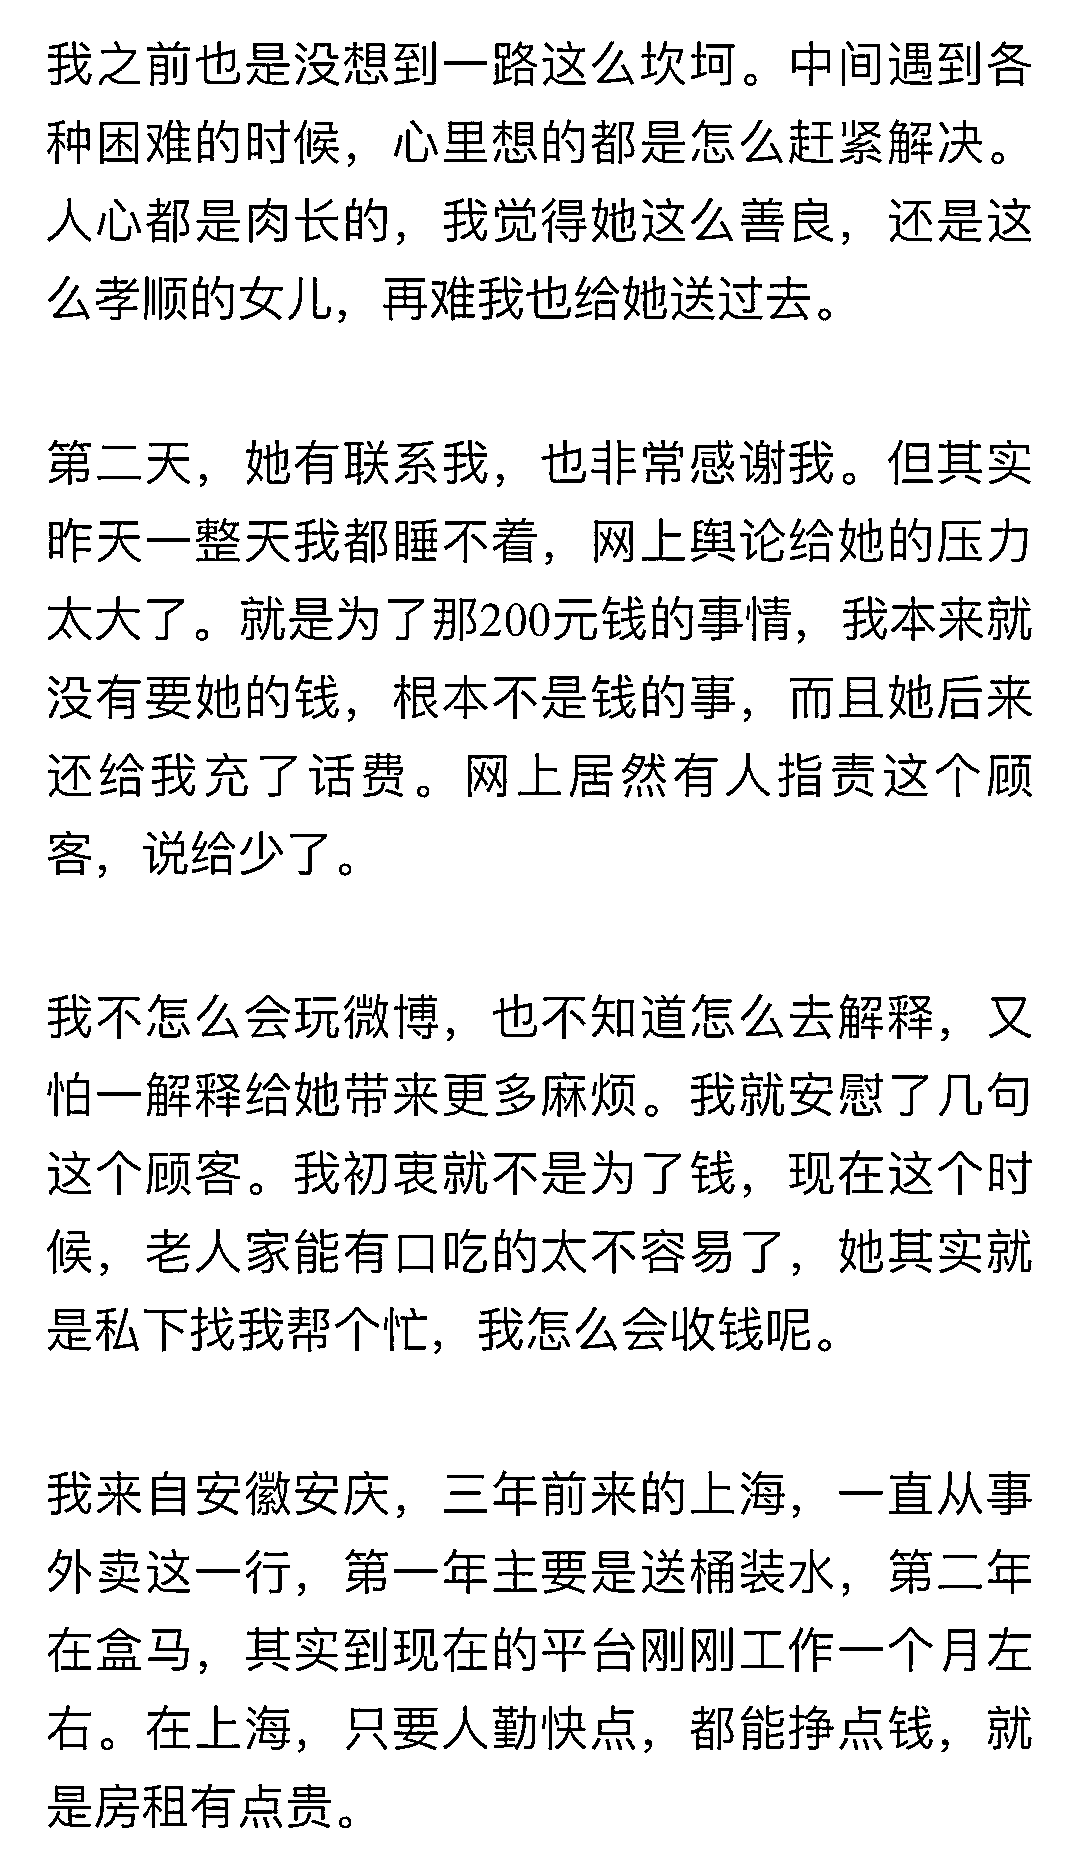 我之前也是没想到一路这么坎坷。中间遇到各
种困难的时候，心里想的都是怎么赶紧解决。
人心都是肉长的，我觉得她这么善良，还是这
么孝顺的女儿，再难我也给她送过去。
第二天，她有联系我，也非常感谢我。但其实
昨天一整天我都睡不着，网上舆论给她的压力
太大了。就是为了那200元钱的事情，我本来就
没有要她的钱，根本不是钱的事，而且她后来
还给我充了话费。网上居然有人指责这个顾
客，说给少了。
我不怎么会玩微博，也不知道怎么去解释，又
怕一解释给她带来更多麻烦。我就安慰了几句
这个顾客。我初衷就不是为了钱，现在这个时
候，老人家能有口吃的太不容易了，她其实就
是私下找我帮个忙，我怎么会收钱呢。
我来自安徽安庆，三年前来的上海，一直从事
外卖这一行，第一年主要是送桶装水，第二年
在盒马，其实到现在的平台刚刚工作一个月左
右。在上海，只要人勤快点，都能挣点钱，就
是房租有点贵。